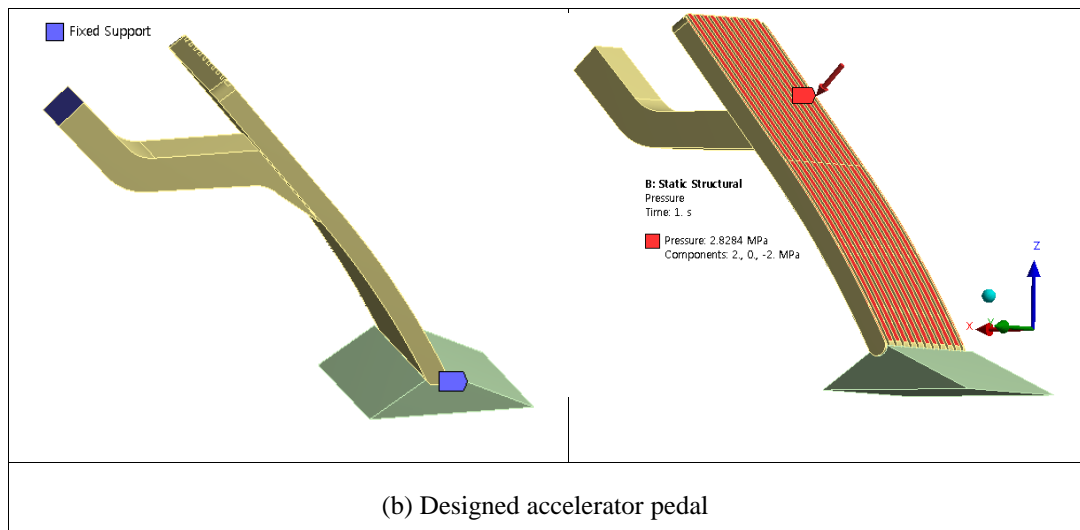 Fixed Support
B: Static Structural
Pressure
Time: 1. s
Pressure: 2.8284 MPa
Components: 2., 0., -2. MPa
Z
X
Y
(b) Designed accelerator pedal